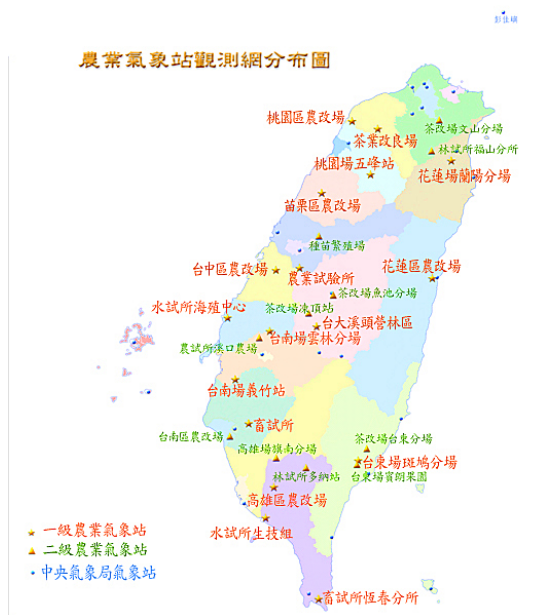 彭佳嶼
農業氣象站觀測網分布圖
桃園區農改場
茶改場文山分場
茶業改良場
林試所福山分所
桃園場五峰站
花蓮場蘭陽分場
苗栗區農改場
種苗繁殖場
台中區農改場
農業試驗所
花蓮區農改場
茶改場魚池分場
水試所海殖中心
茶改場凍頂站
台大溪頭營林區
台南場雲林分場
農試所溪口農場
台南場義竹站
畜試所
台南區農改場
茶改場台東分場
高雄場旗南分場
台東場斑鳩分場
林試所多納站
台東場賓朗果園
高雄區農改場
水試所生技組
一級農業氣象站
二級農業氣象站
中央氣象局氣象站
畜試所恆春分所